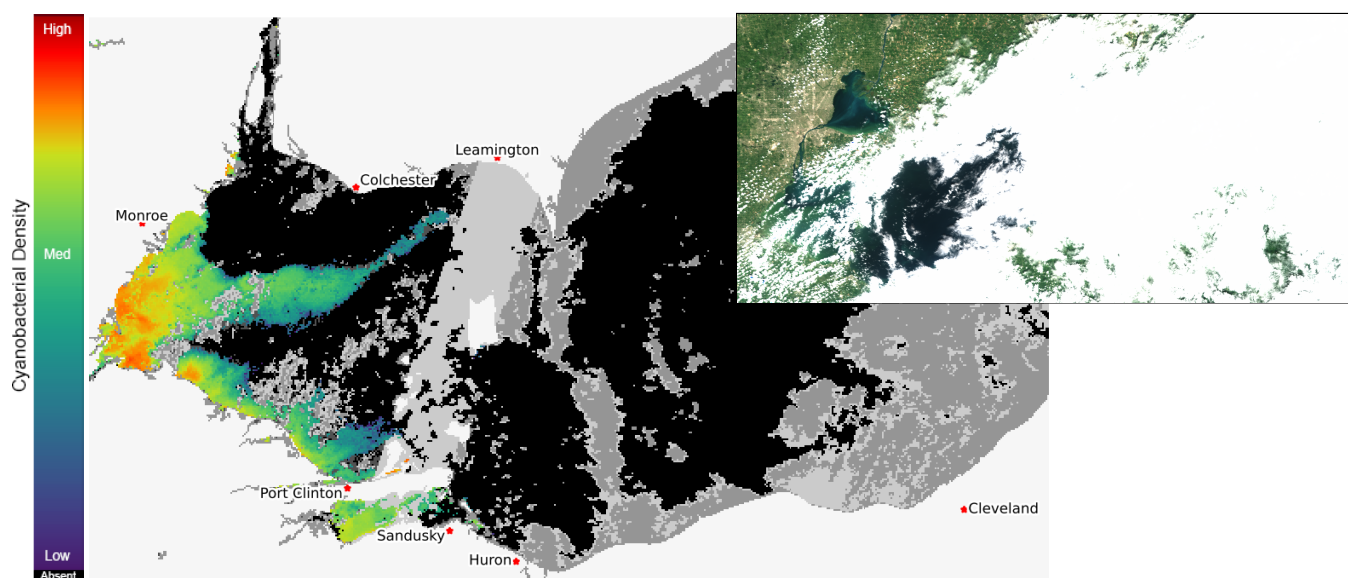 High
Med
Low
Absent
Cyanobacterial Density
Leamington
Colchester
Monroe
Port Clinton
Sandusky
Huron
Cleveland